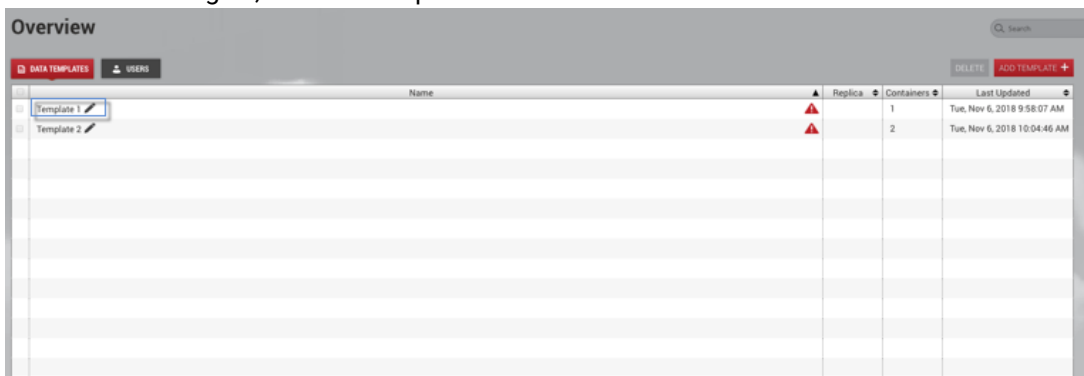 Overview
Search
DATA TEMPLATES USERS DELETE ADD TEMPLATE +
Name Replica Containers Last Updated
Template 1 1 Tue, Nov 6, 2018 9:58:07 AM
Template 2 2 Tue, Nov 6, 2018 10:04:46 AM